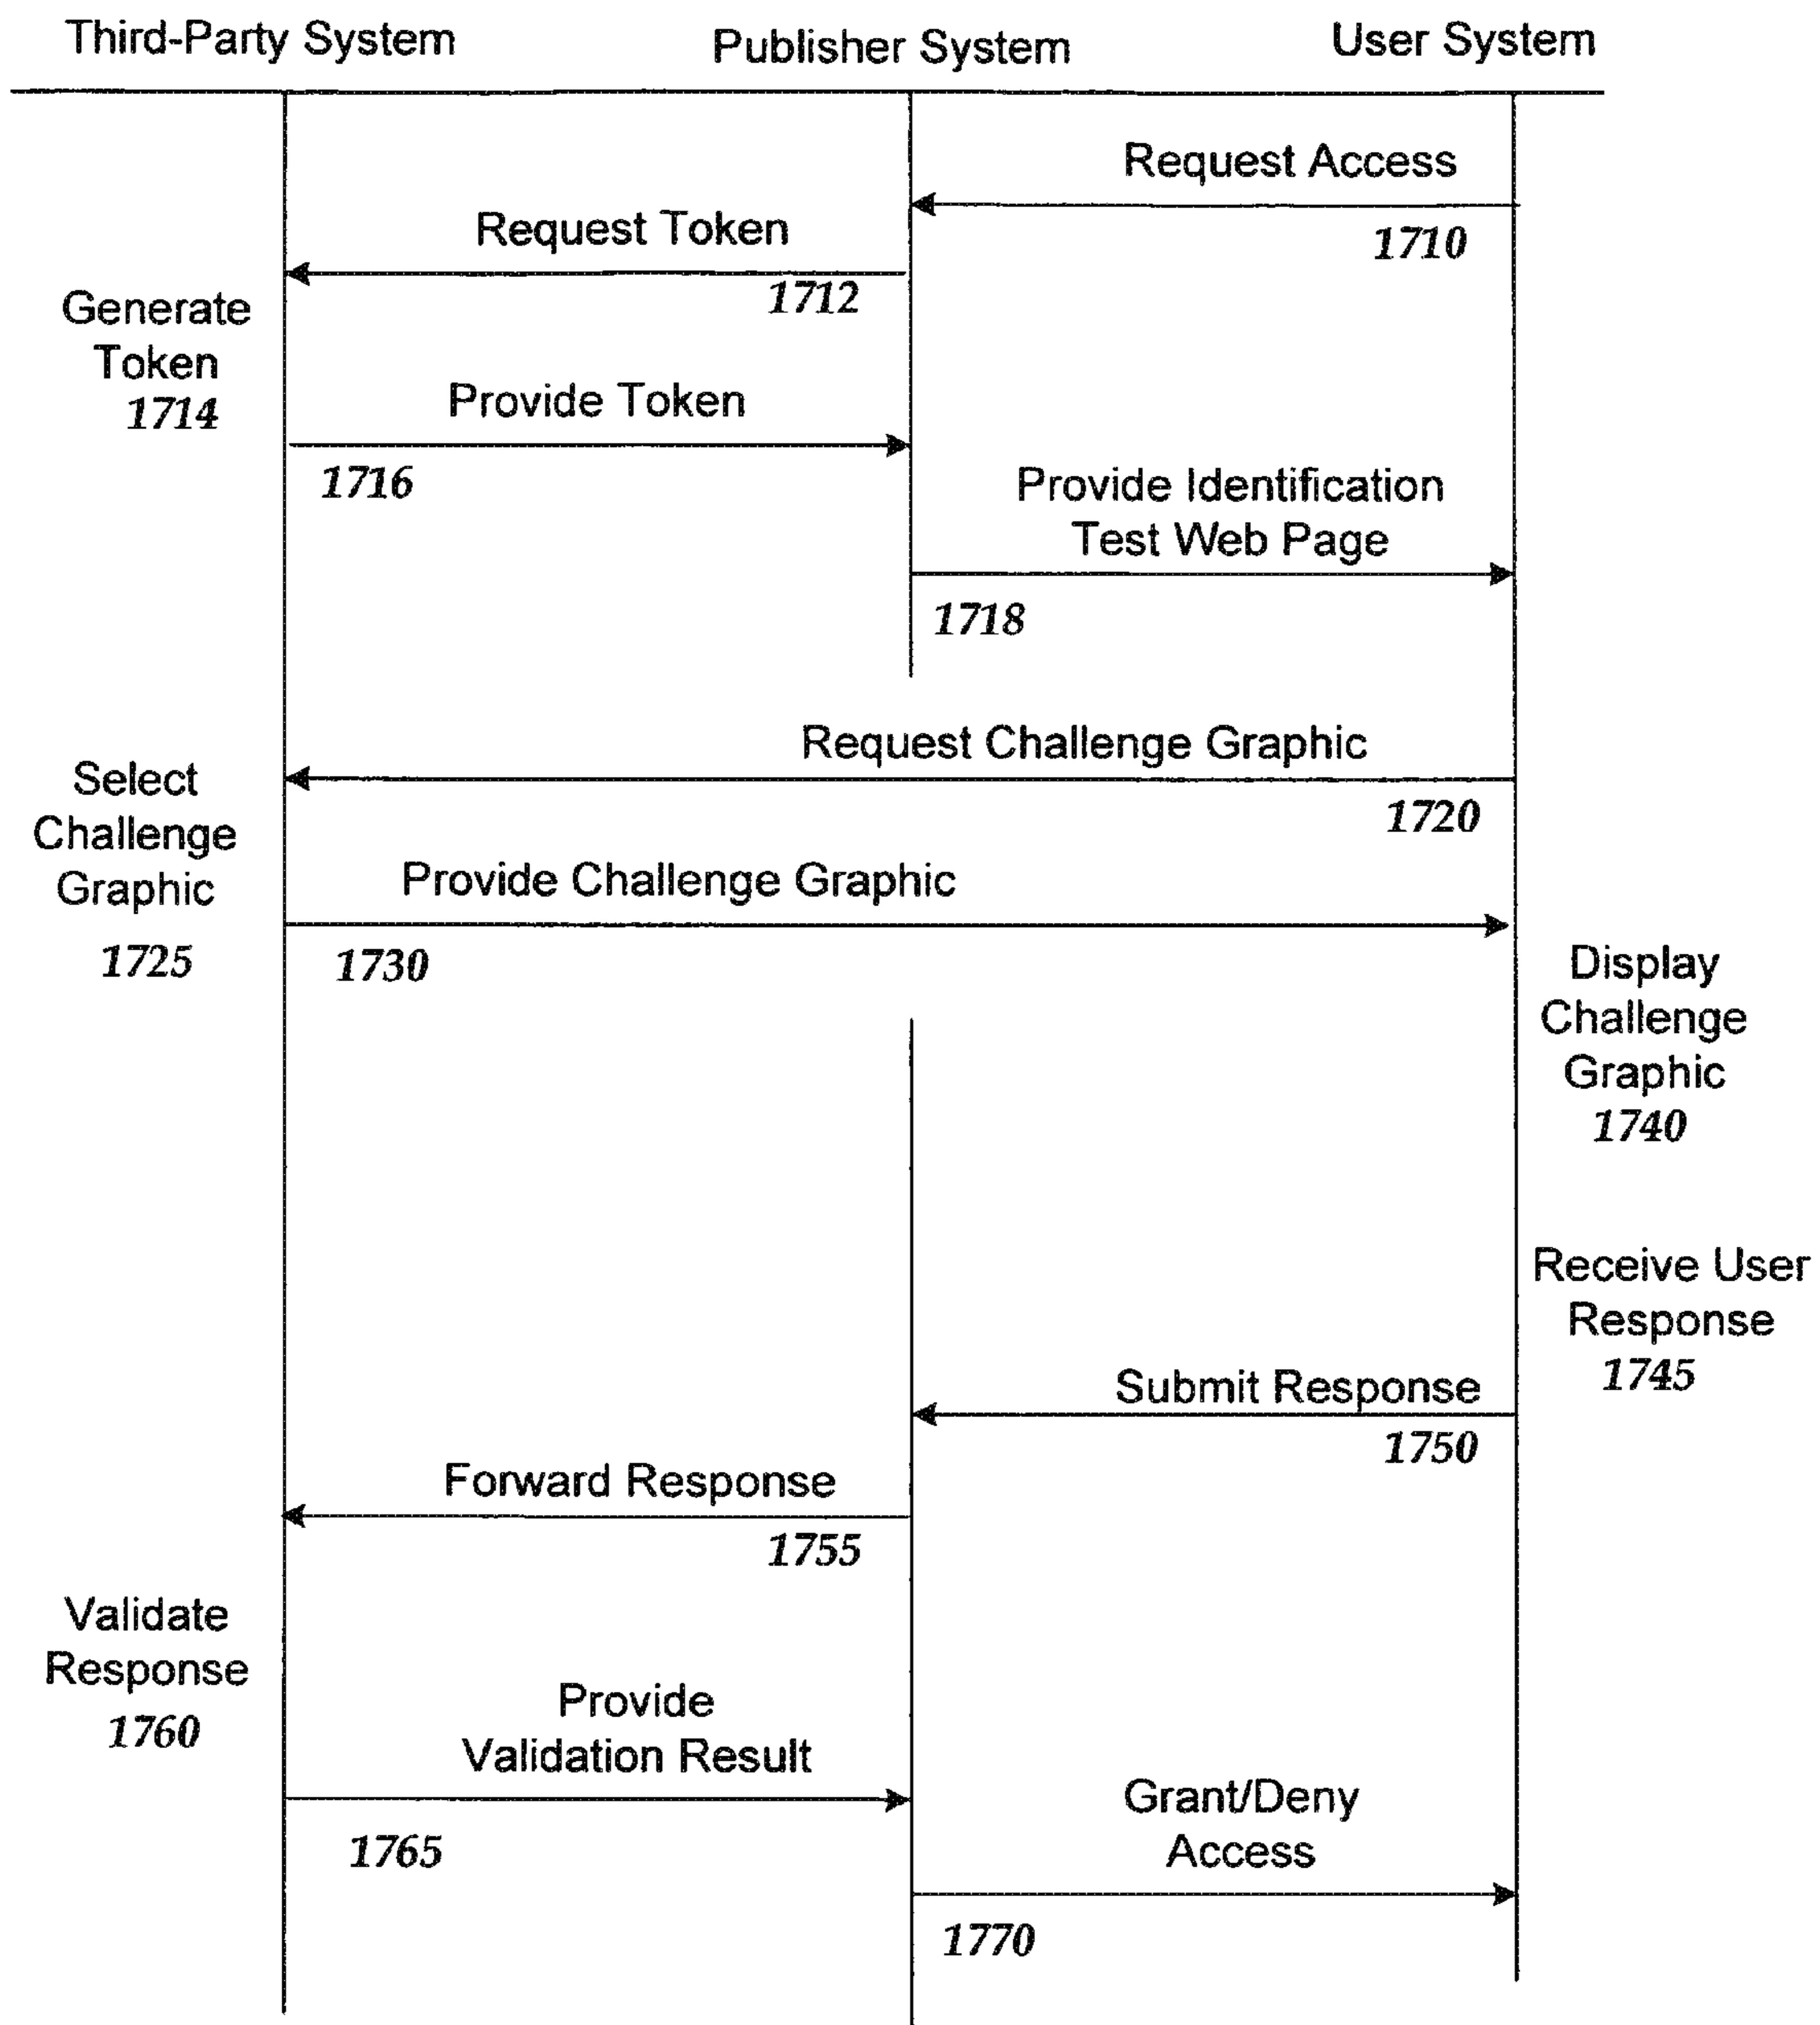 Third-Party System
Publisher System
User System
Request Access
1710
Request Token
1712
Generate
Token
1714
Provide Token
1716
Provide Identification
Test Web Page
1718
Request Challenge Graphic
1720
Select
Challenge
Graphic
1725
Provide Challenge Graphic
1730
Display
Challenge
Graphic
1740
Receive User
Response
1745
Submit Response
1750
Forward Response
1755
Validate
Response
1760
Provide
Validation Result
1765
Grant/Deny
Access
1770